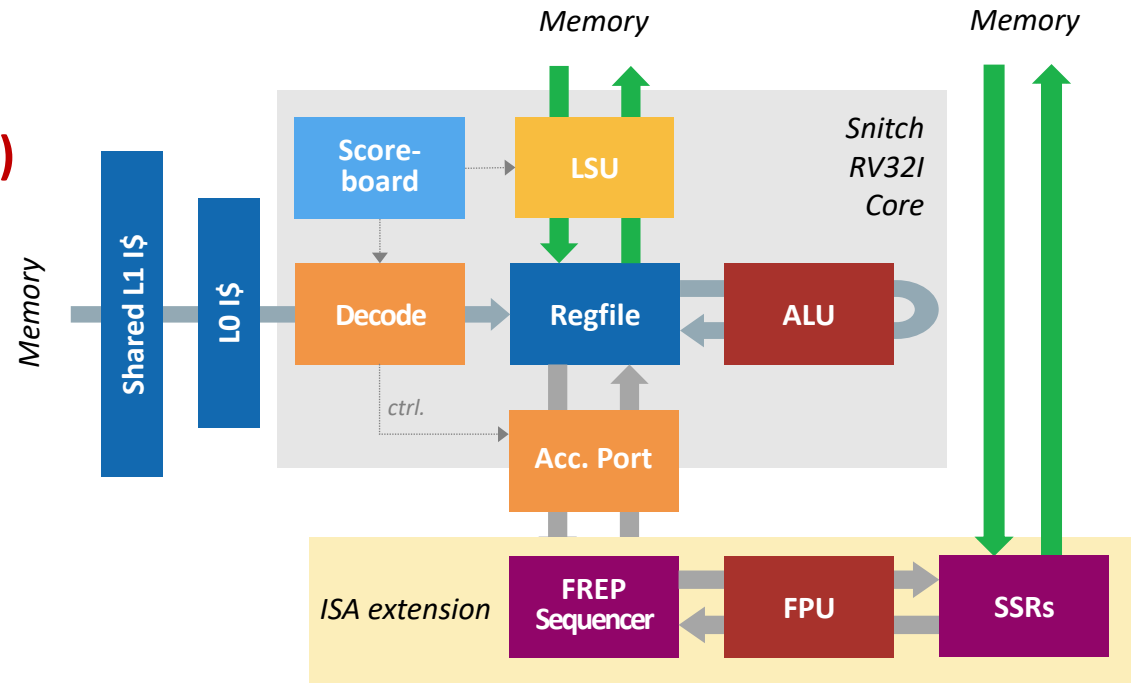 Memory
Memory
)
Snitch
RV32I
Core
Score-
board
LSU
Memory
Shared L1 I$
L0 I$
Decode
Regfile
ALU
ctrl.
Acc. Port
ISA extension
FREP
Sequencer
FPU
SSRs